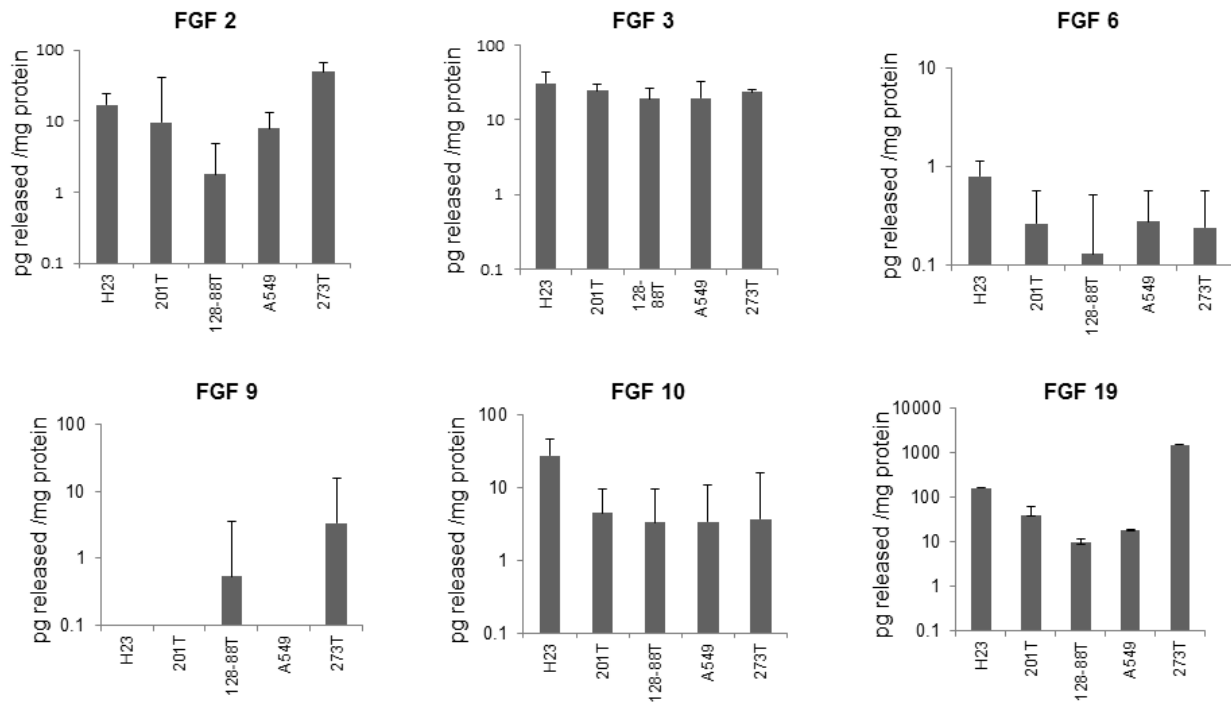 FGF 2
pg released /mg protein
100
10
1
0.1
H23
201T
128-88T
A549
273T
FGF 3
pg released /mg protein
100
10
1
0.1
H23
201T
128-
88T
A549
273T
FGF 6
pg released /mg protein
10
1
0.1
H23
201T
128-88T
A549
273T
FGF 9
pg released /mg protein
100
10
1
0.1
H23
201T
128-88T
A549
273T
FGF 10
pg released /mg protein
100
10
1
0.1
H23
201T
128-88T
A549
273T
FGF 19
pg released /mg protein
10000
1000
100
10
1
0.1
H23
201T
128-88T
A549
273T